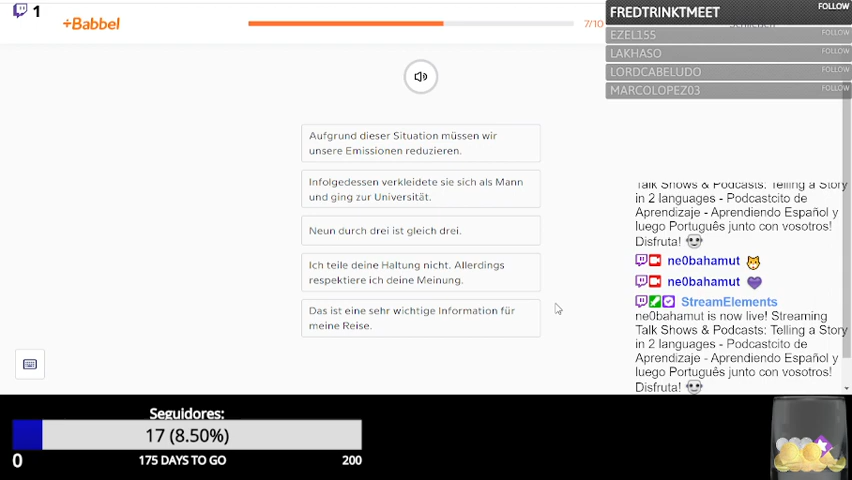 1
+Babbel
7/10
FREDTRINKTMEET FOLLOW
EZEL155 FOLLOW
LAKHASO FOLLOW
LORDCABELUDO FOLLOW
MARCOLOPEZ03 FOLLOW
Aufgrund dieser Situation müssen wir
unsere Emissionen reduzieren.
Infolgedessen verkleidete sie sich als Mann
und ging zur Universität.
Neun durch drei ist gleich drei.
Ich teile deine Haltung nicht. Allerdings
respektiere ich deine Meinung.
Das ist eine sehr wichtige Information für
meine Reise.
Talk Shows & Podcasts: Telling a Story
in 2 languages - Podcastcito de
Aprendizaje - Aprendiendo Español y
luego Português junto con vosotros!
Disfruta!
ne0bahamut
ne0bahamut
StreamElements
ne0bahamut is now live! Streaming
Talk Shows & Podcasts: Telling a Story
in 2 languages - Podcastcito de
Aprendizaje - Aprendiendo Español y
luego Português junto con vosotros!
Disfruta!
Seguidores:
17 (8.50%)
0 175 DAYS TO GO 200